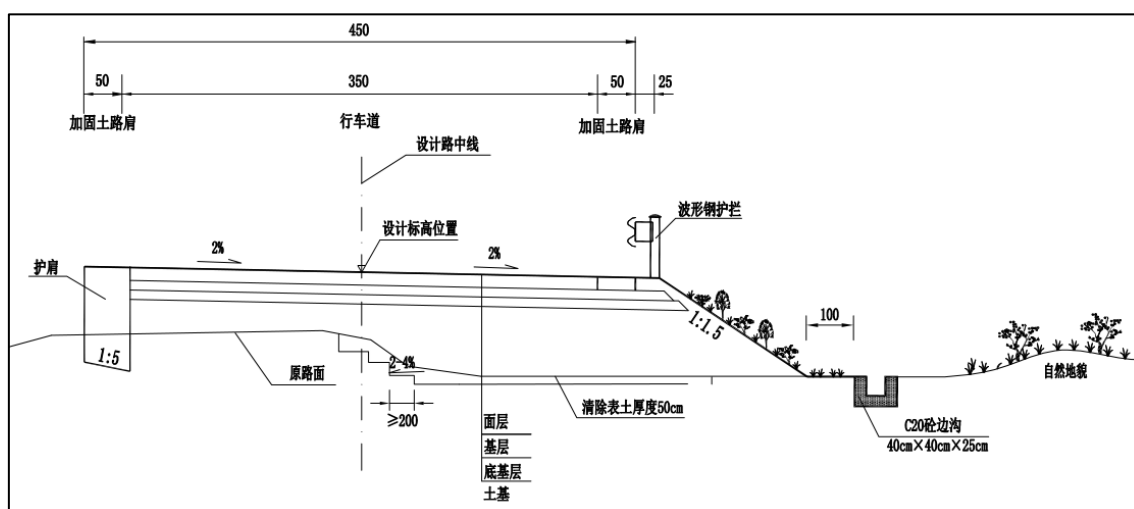 450
50
350
50
25
加固土路肩
行车道
加固土路肩
设计路中线
波形钢护栏
设计标高位置
2%
2%
护肩
1:1.5
100
1:5
原路面
2-4%
自然地貌
清除表土厚度50cm
≥200
面层
基层
底基层
土基
C20砼边沟
40cm×40cm×25cm